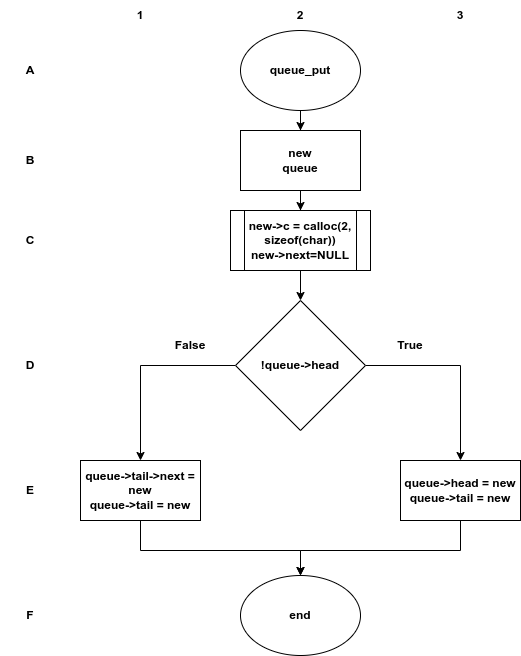 1 2 3
A
queue_put
B
new
queue
C
new->c = calloc(2,
sizeof(char))
new->next=NULL
False True
D
!queue->head
E
queue->tail->next =
new
queue->tail = new
queue->head = new
queue->tail = new
F
end